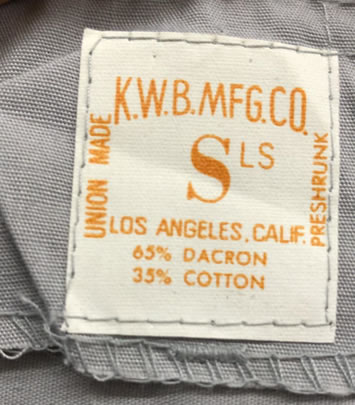 K.W.B.MFG.CO.
UNION MADE
S LS
PRESHRUNK
LOS ANGELES, CALIF.
65% DACRON
35% COTTON